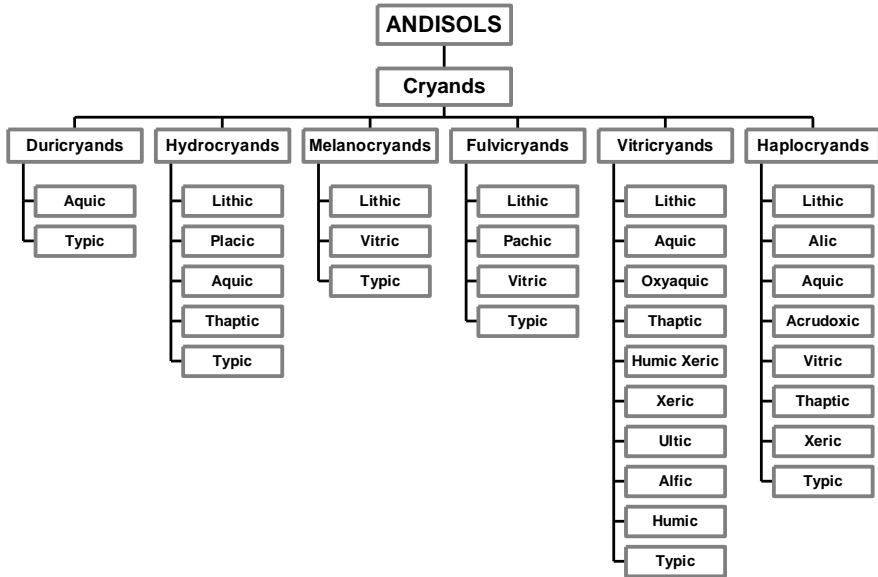 ANDISOLS
Cryands
Duricryands
Aquic
Typic
Hydrocryands
Lithic
Placic
Aquic
Thaptic
Typic
Melanocryands
Lithic
Vitric
Typic
Fulvicryands
Lithic
Pachic
Vitric
Typic
Vitricryands
Lithic
Aquic
Oxyaquic
Thaptic
Humic Xeric
Xeric
Ultic
Alfic
Humic
Typic
Haplocryands
Lithic
Alic
Aquic
Acrudoxic
Vitric
Thaptic
Xeric
Typic